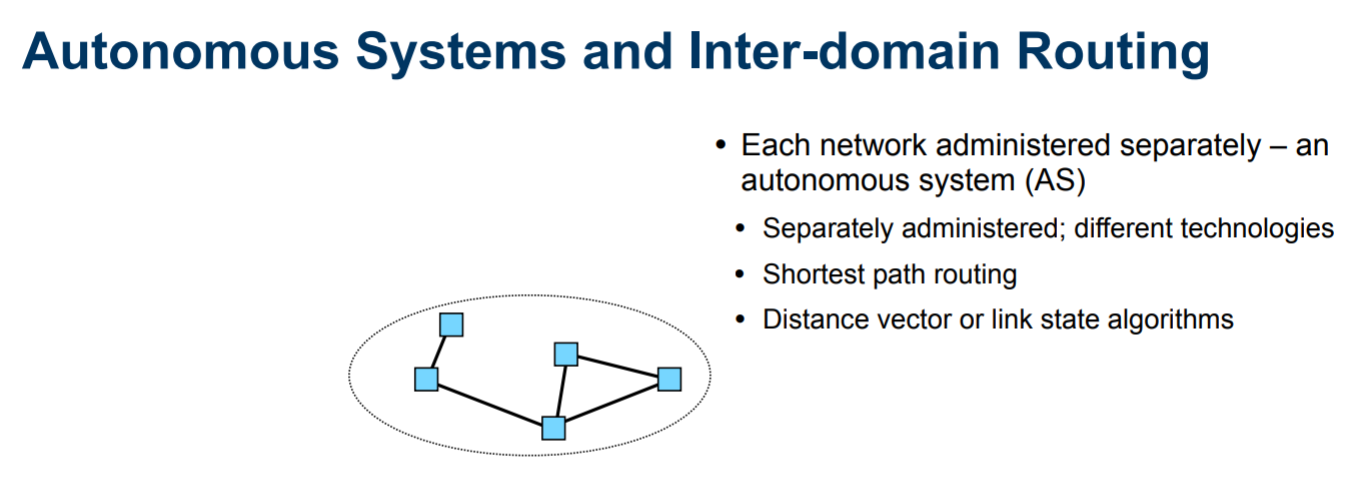 Autonomous Systems and Inter-domain Routing
• Each network administered separately – an
autonomous system (AS)
• Separately administered; different technologies
• Shortest path routing
• Distance vector or link state algorithms